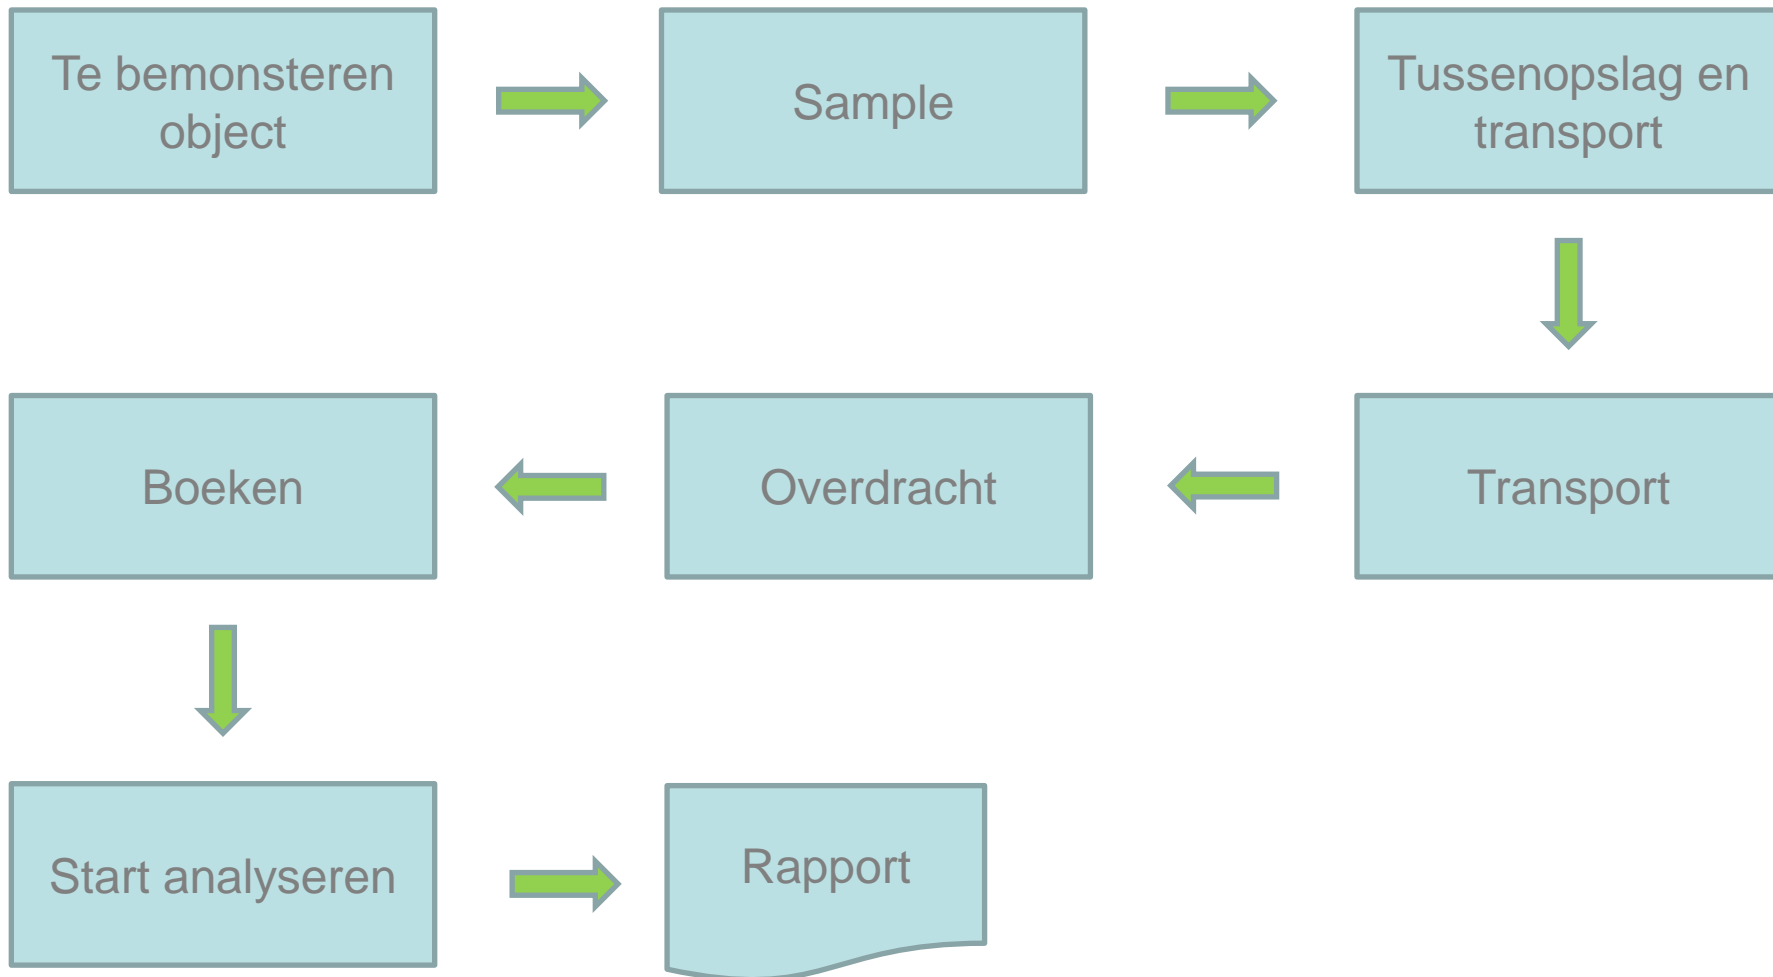 Te bemonsteren
object
Sample
Tussenopslag en
transport
Transport
Overdracht
Boeken
Start analyseren
Rapport